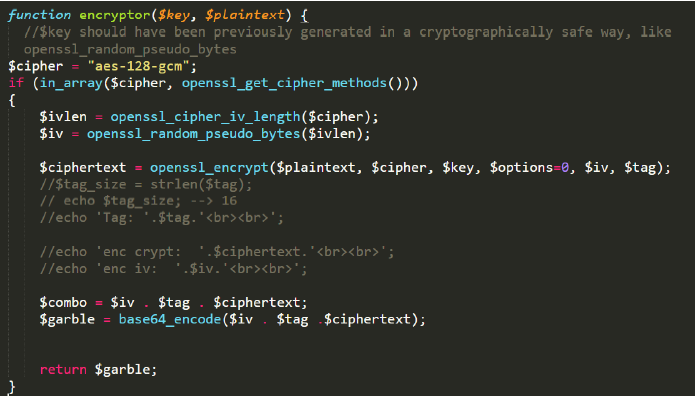 function encryptor($key, $plaintext) {
//$key should have been previously generated in a cryptographically safe way, like
openssl_random_pseudo_bytes
$cipher = "aes-128-gcm";
if (in_array($cipher, openssl_get_cipher_methods()))
{
$ivlen = openssl_cipher_iv_length($cipher);
$iv = openssl_random_pseudo_bytes($ivlen);
$ciphertext = openssl_encrypt($plaintext, $cipher, $key, $options=0, $iv, $tag);
//$tag_size = strlen($tag);
// echo $tag_size; --> 16
//echo 'Tag: '.$tag.'<br><br>';
//echo 'enc crypt:  '.$ciphertext.'<br><br>';
//echo 'enc iv:  '.$iv.'<br><br>';
$combo = $iv . $tag . $ciphertext;
$garble = base64_encode($iv . $tag .$ciphertext);
return $garble;
}